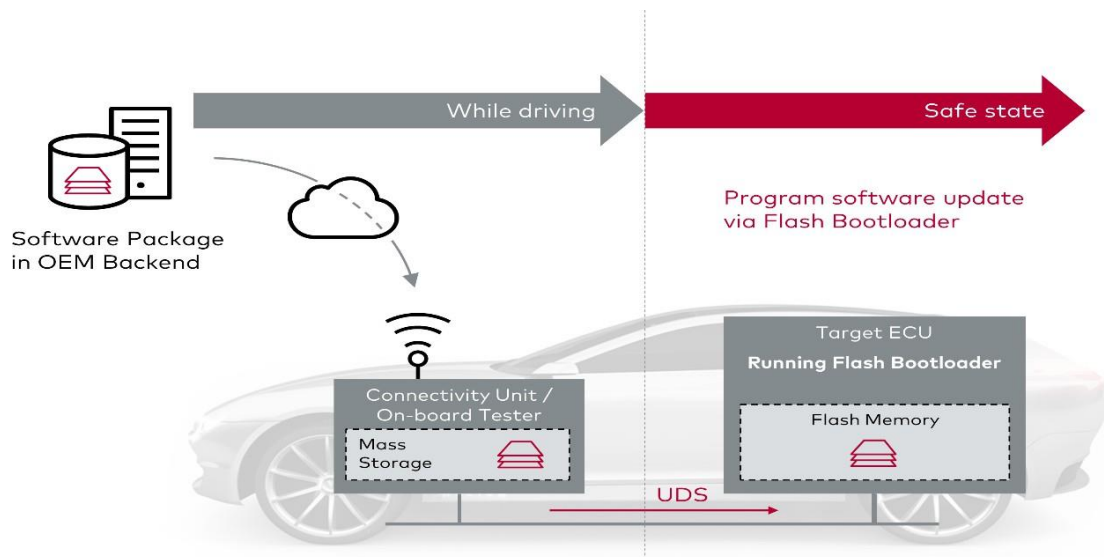 While driving
Safe state
Program software update
via Flash Bootloader
Software Package
in OEM Backend
Target ECU
Running Flash Bootloader
Connectivity Unit /
On-board Tester
Flash Memory
Mass
Storage
UDS